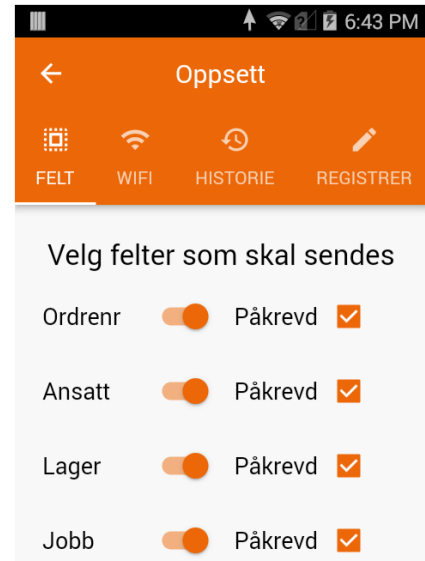 6:43 PM
Oppsett
FELT WIFI HISTORIE REGISTRER
Velg felter som skal sendes
Ordrenr Påkrevd
Ansatt Påkrevd
Lager Påkrevd
Jobb Påkrevd